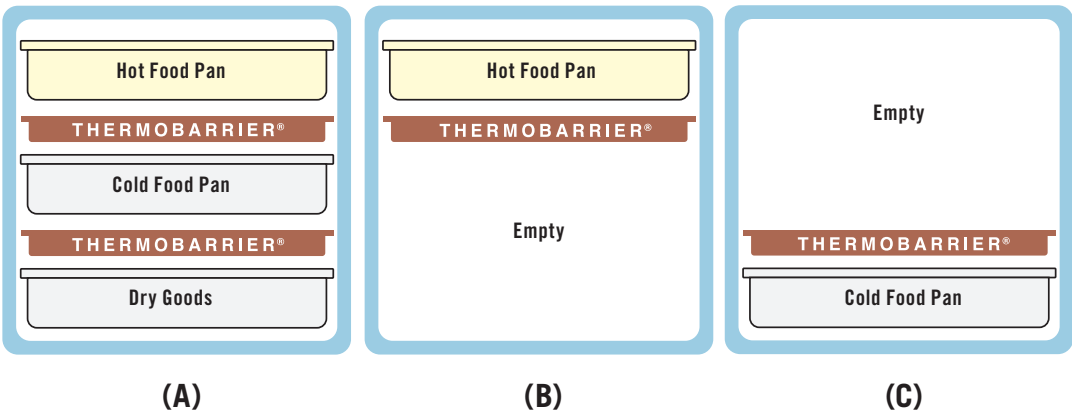 Hot Food Pan
THERMOBARRIER®
Cold Food Pan
THERMOBARRIER®
Dry Goods
(A)
Hot Food Pan
THERMOBARRIER®
Empty
(B)
Empty
THERMOBARRIER®
Cold Food Pan
(C)